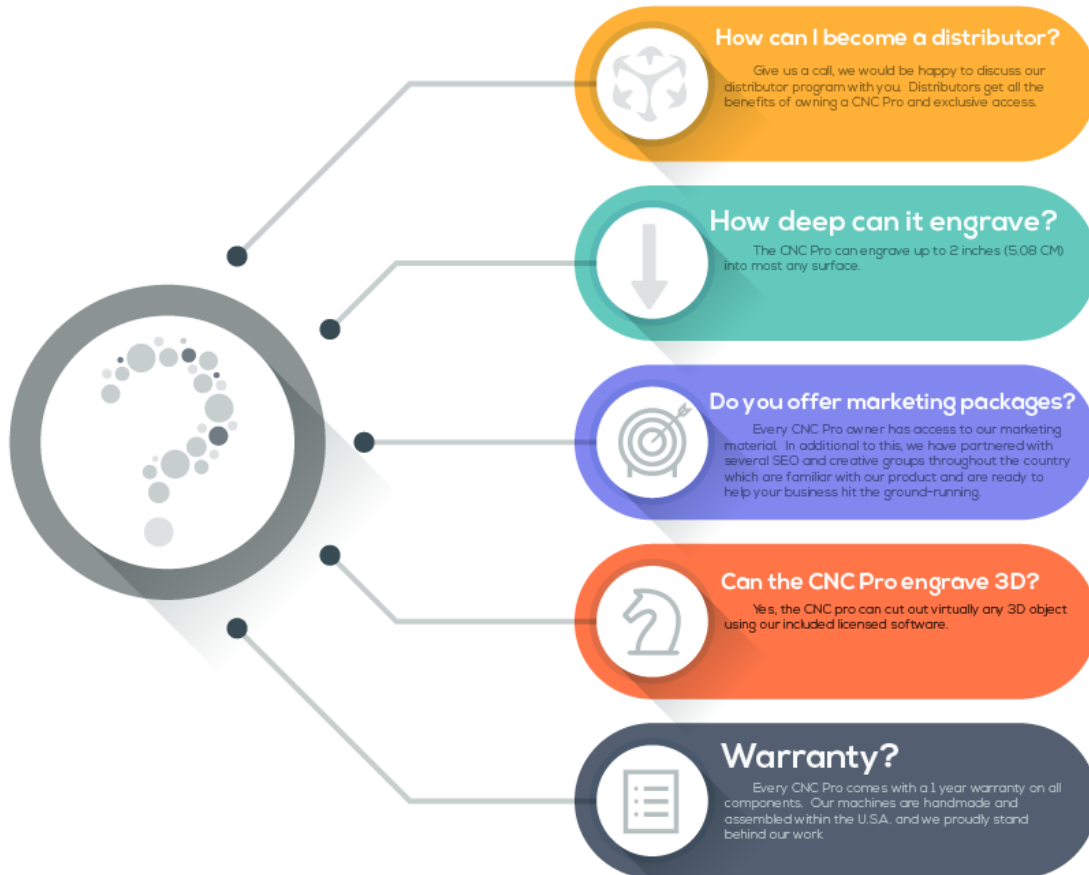 How can I become a distributor?
Give us a call, we would be happy to discuss our
distributor program with you. Distributors get all the
benefits of owning a CNC Pro and exclusive access.
How deep can it engrave?
The CNC Pro can engrave up to 2 inches (5.08 CM)
into most any surface.
Do you offer marketing packages?
Every CNC Pro owner has access to our marketing
material. In additional to this, we have partnered with
several SEO and creative groups throughout the country
which are familiar with our product and are ready to
help your business hit the ground-running.
Can the CNC Pro engrave 3D?
Yes, the CNC pro can cut out virtually any 3D object
using our included licensed software.
Warranty?
Every CNC Pro comes with a 1 year warranty on all
components. Our machines are handmade and
assembled within the U.S.A. and we proudly stand
behind our work